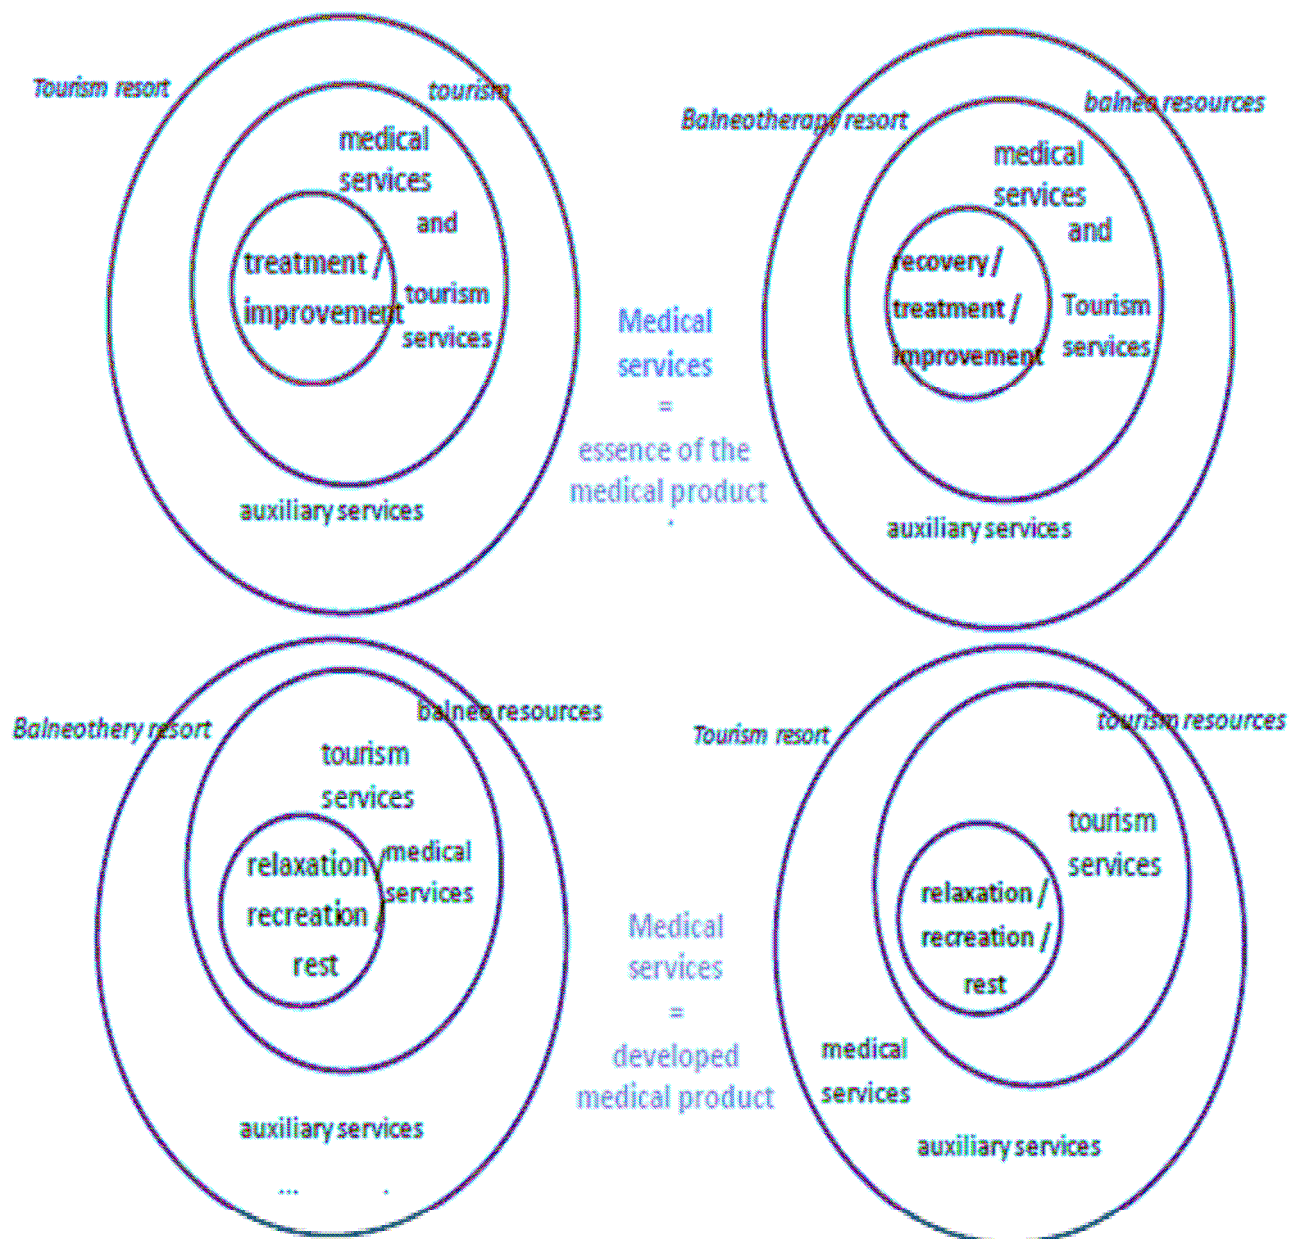 Tourism resort
tourism
medical
services
and
treatment /
improvement
tourism
services
auxiliary services
Medical
services
=
essence of the
medical product
Balneotherapy resort
balneo resources
medical
services
and
recovery /
treatment /
improvement
Tourism
services
auxiliary services
Balneothery resort
balneo resources
tourism
services
relaxation /
recreation /
rest
medical
services
auxiliary services
Medical
services
=
developed
medical product
Tourism resort
tourism resources
tourism
services
relaxation /
recreation /
rest
medical
services
auxiliary services